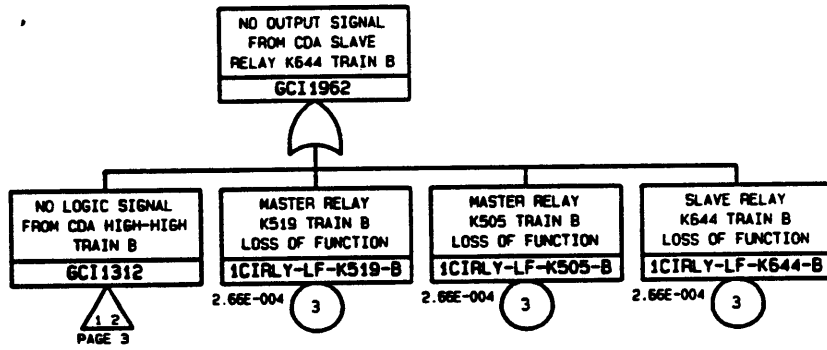 NO OUTPUT SIGNAL
FROM CDA SLAVE
RELAY K644 TRAIN B
GCI1962
NO LOGIC SIGNAL
FROM CDA HIGH-HIGH
TRAIN B
GCI1312
1 2
PAGE 3
MASTER RELAY
K519 TRAIN B
LOSS OF FUNCTION
1CIRLY-LF-K519-B
2.66E-004
3
MASTER RELAY
K505 TRAIN B
LOSS OF FUNCTION
1CIRLY-LF-K505-B
2.66E-004
3
SLAVE RELAY
K644 TRAIN B
LOSS OF FUNCTION
1CIRLY-LF-K644-B
2.66E-004
3